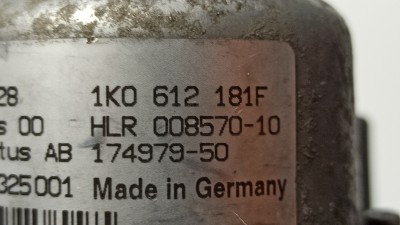 28 1K0 612 181F
s 00 HLR 008570-10
tus AB 174979-50
325001 Made in Germany